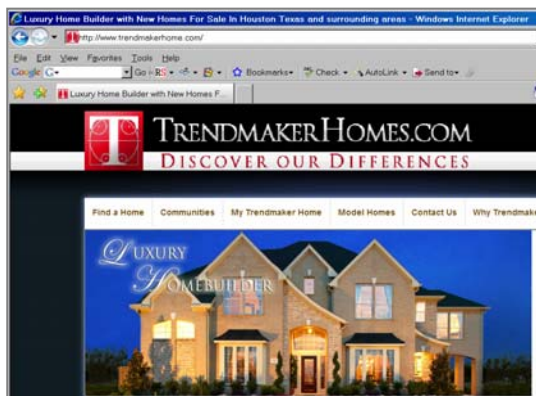 Luxury Home Builder with New Homes For Sale In Houston Texas and surrounding areas - Windows Internet Explorer
http://www.trendmakerhome.com/
File Edit View Favorites Tools Help
Google G Go RS Bookmarks Check AutoLink Send to
Luxury Home Builder with New Homes F...
TRENDMAKERHOMES.COM
DISCOVER OUR DIFFERENCES
Find a Home Communities My Trendmaker Home Model Homes Contact Us Why Trendmake
LUXURY
HOMEBUILDER